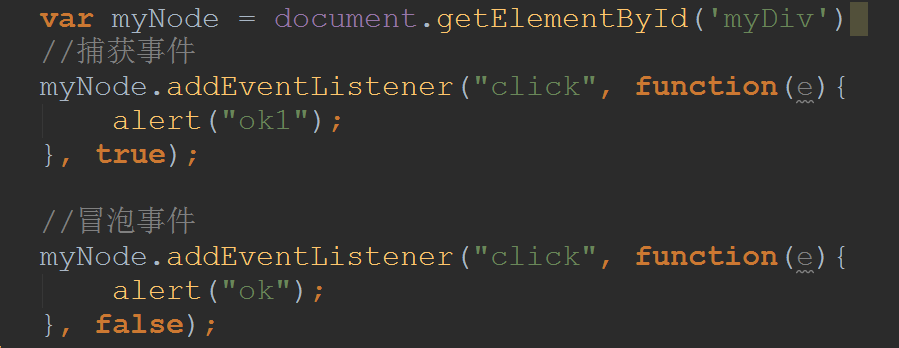 var myNode = document.getElementById('myDiv')
//捕获事件
myNode.addEventListener("click", function(e){
    alert("ok1");
}, true);

//冒泡事件
myNode.addEventListener("click", function(e){
    alert("ok");
}, false);